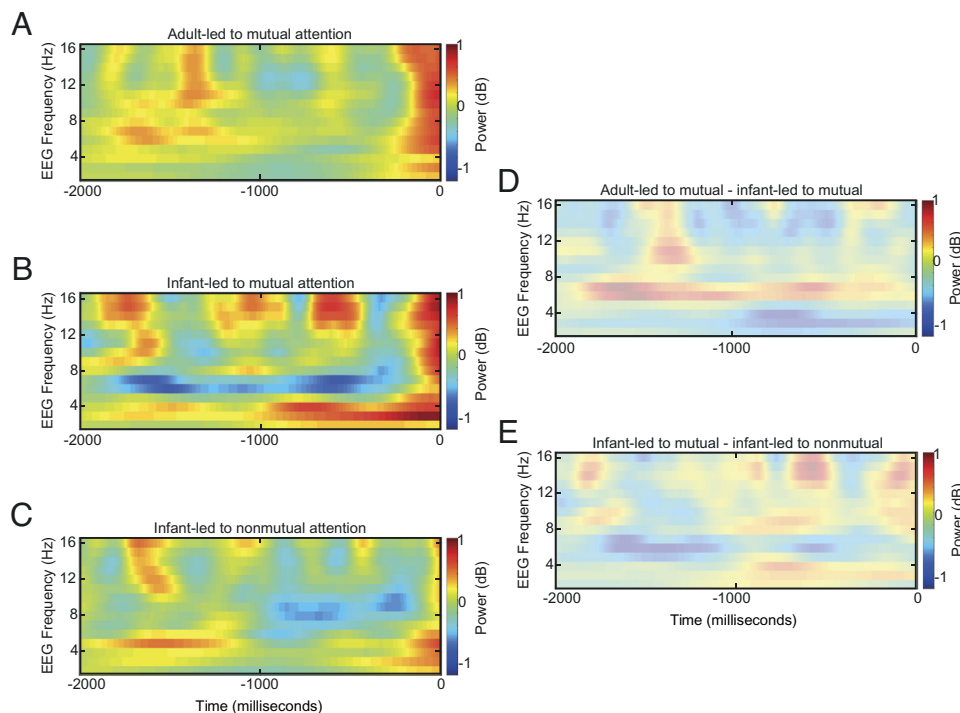 A
Adult-led to mutual attention
EEG Frequency (Hz)
16
12
8
4
-2000
-1000
0
1
0
-1
Power (dB)
B
Infant-led to mutual attention
EEG Frequency (Hz)
16
12
8
4
-2000
-1000
0
1
0
-1
Power (dB)
C
Infant-led to nonmutual attention
EEG Frequency (Hz)
16
12
8
4
-2000
-1000
0
Time (milliseconds)
1
0
-1
Power (dB)
D
Adult-led to mutual - infant-led to mutual
EEG Frequency (Hz)
16
12
8
4
-2000
-1000
0
1
0
-1
Power (dB)
E
Infant-led to mutual - infant-led to nonmutual
EEG Frequency (Hz)
16
12
8
4
-2000
-1000
0
Time (milliseconds)
1
0
-1
Power (dB)